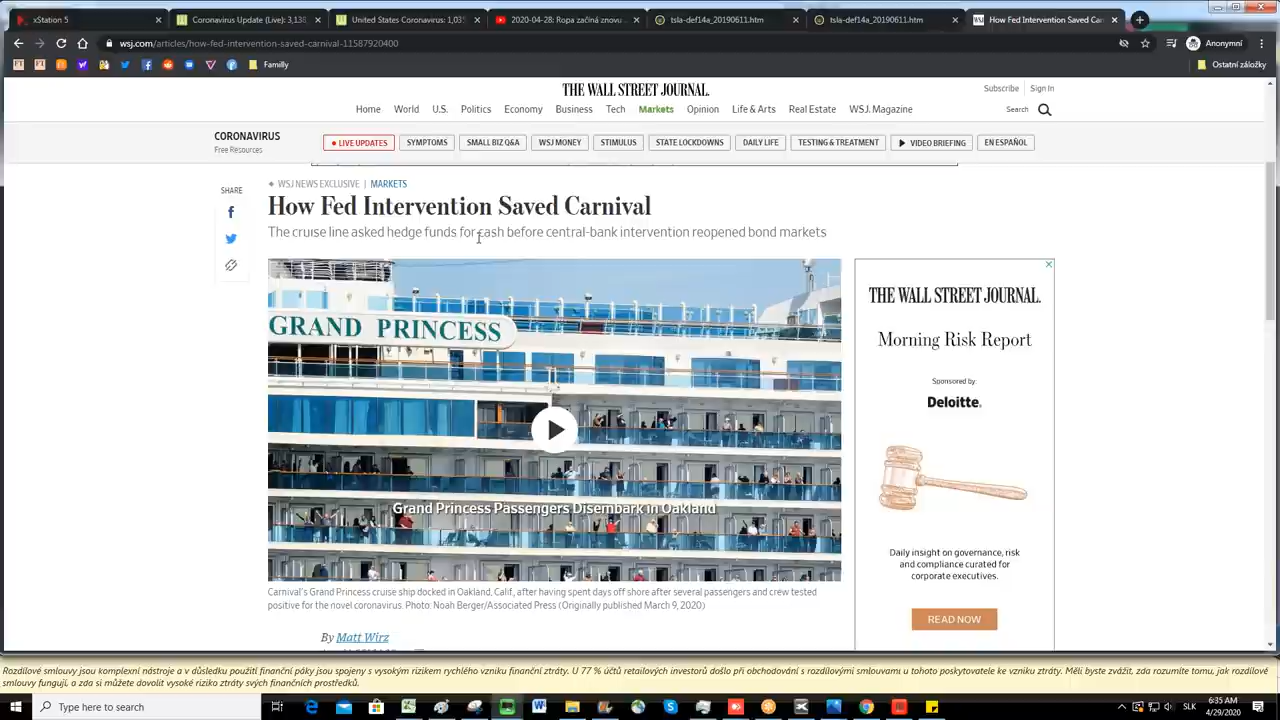 xStation 5
Coronavirus Update (Live): 3,138,
United States Coronavirus: 1,035
2020-04-28: Ropa začíná znovu
tsla-def14a_20190611.htm
tsla-def14a_20190611.htm
How Fed Intervention Saved Car
wsj.com/articles/how-fed-intervention-saved-carnival-11587920400
Anonymní
Familly
Ostatní záložky
THE WALL STREET JOURNAL.
Subscribe
Sign In
Home World U.S. Politics Economy Business Tech Markets Opinion Life & Arts Real Estate WSJ. Magazine
Search
CORONAVIRUS
Free Resources
LIVE UPDATES SYMPTOMS SMALL BIZ Q&A WSJ MONEY STIMULUS STATE LOCKDOWNS DAILY LIFE TESTING & TREATMENT VIDEO BRIEFING EN ESPAÑOL
SHARE
WSJ NEWS EXCLUSIVE | MARKETS
How Fed Intervention Saved Carnival
The cruise line asked hedge funds for cash before central-bank intervention reopened bond markets
GRAND PRINCESS
Grand Princess Passengers Disembark in Oakland
Carnival's Grand Princess cruise ship docked in Oakland, Calif., after having spent days off shore after several passengers and crew tested
positive for the novel coronavirus. Photo: Noah Berger/Associated Press (Originally published March 9, 2020)
By Matt Wirz
THE WALL STREET JOURNAL.
Morning Risk Report
Sponsored by:
Deloitte.
Daily insight on governance, risk
and compliance curated for
corporate executives.
READ NOW
Rozdílové smlouvy jsou komplexní nástroje a v důsledku použití finanční páky jsou spojeny s vysokým rizikem rychlého vzniku finanční ztráty. U 77 % účtů retailových investorů došlo při obchodování s rozdílovými smlouvami u tohoto poskytovatele ke vzniku ztráty. Měli byste zvážit, zda rozumíte tomu, jak rozdílové
smlouvy fungují, a zda si můžete dovolit vysoké riziko ztráty svých finančních prostředků.
Type here to search
SLK
6:35 AM
4/29/2020